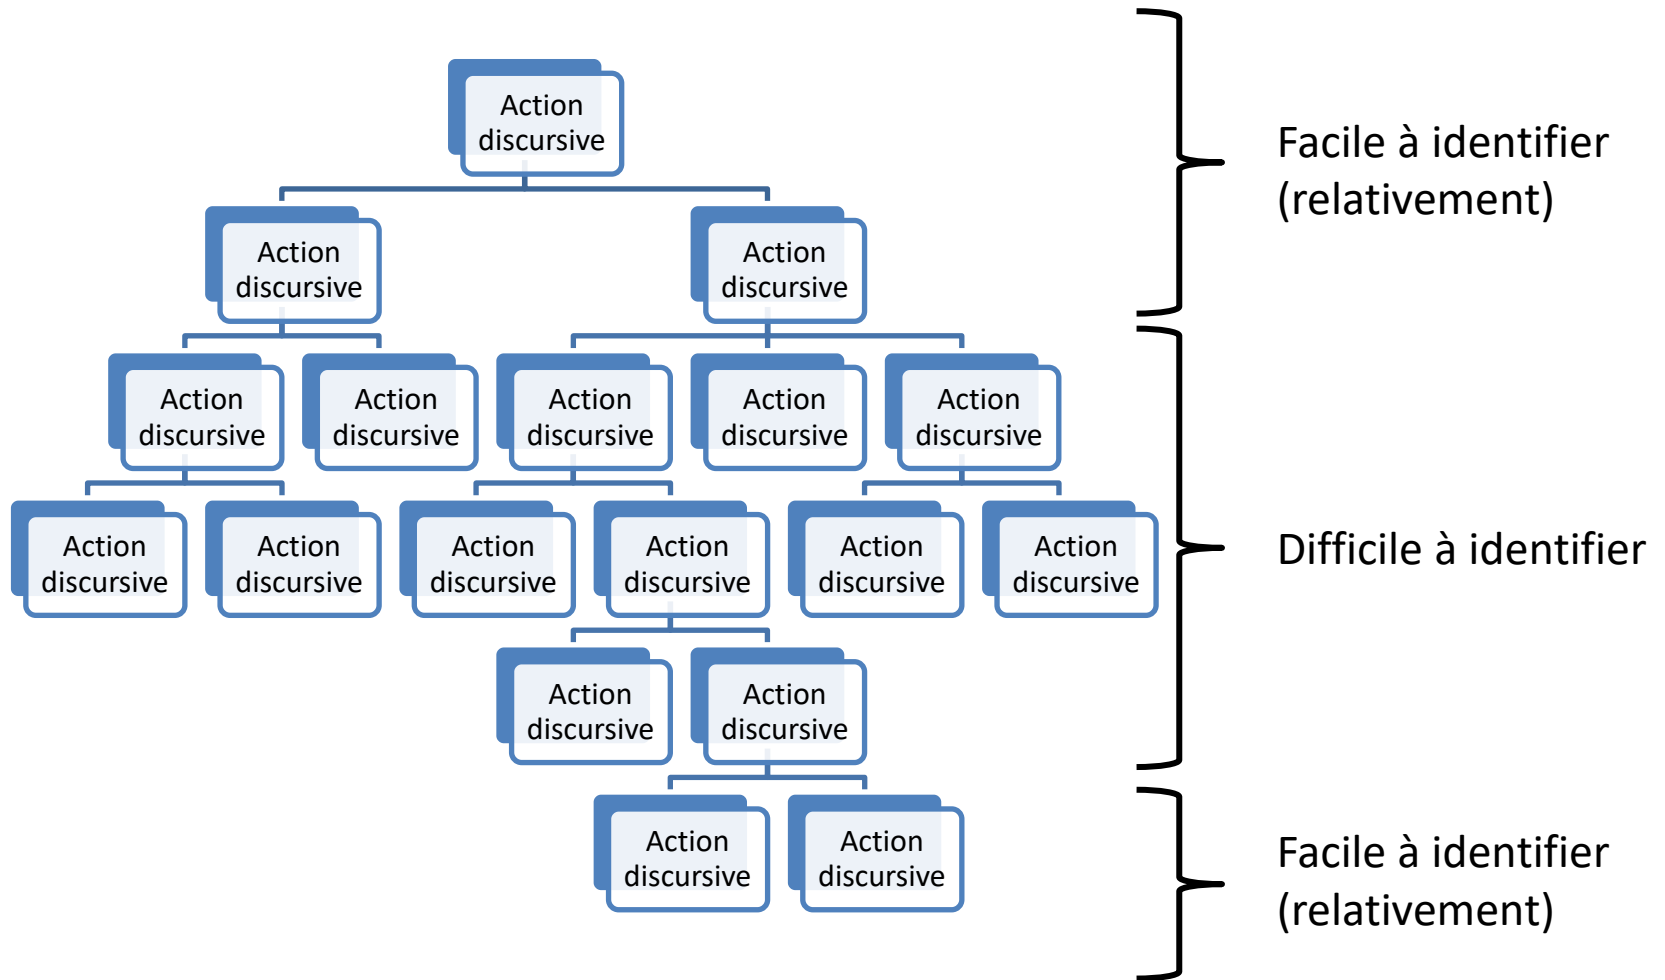 Action
discursive
Action
discursive
Action
discursive
Action
discursive
Action
discursive
Action
discursive
Action
discursive
Action
discursive
Action
discursive
Action
discursive
Action
discursive
Action
discursive
Action
discursive
Action
discursive
Action
discursive
Action
discursive
Action
discursive
Action
discursive
Facile à identifier
(relativement)
Difficile à identifier
Facile à identifier
(relativement)